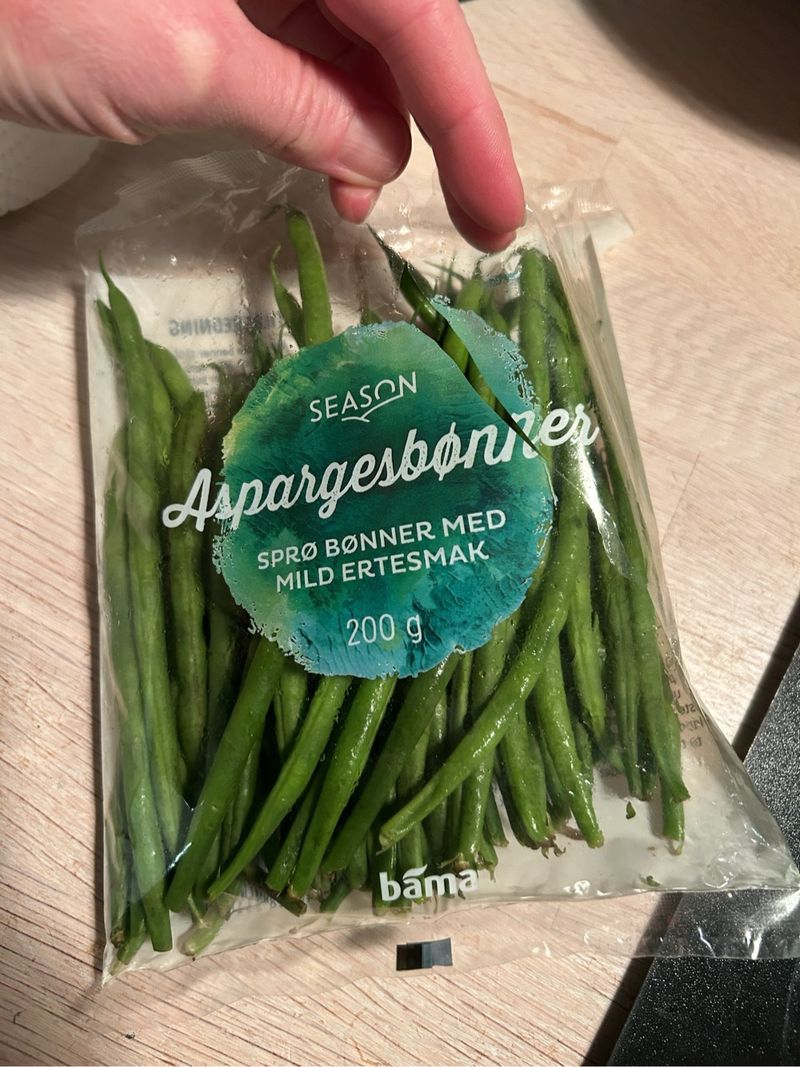 SEASON
Aspargesbønner
SPRØ BØNNER MED
MILD ERTESMAK
200 g
bama